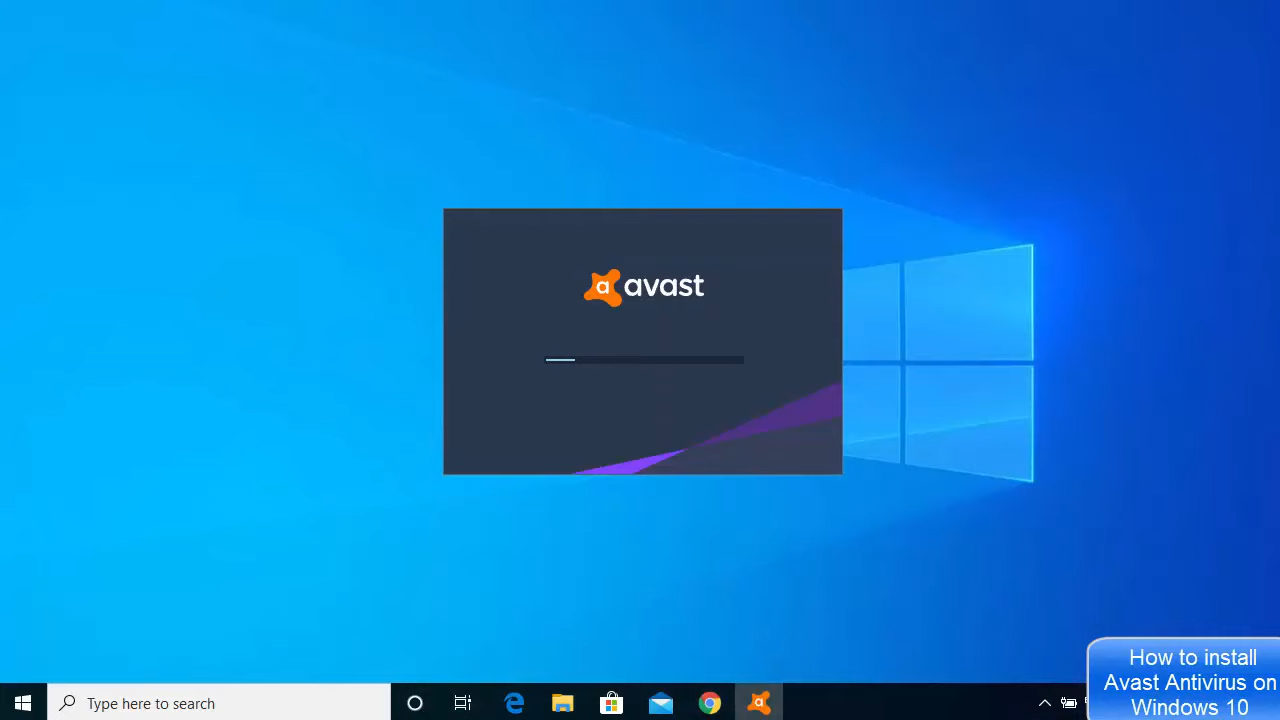 avast
Type here to search
How to install
Avast Antivirus on
Windows 10